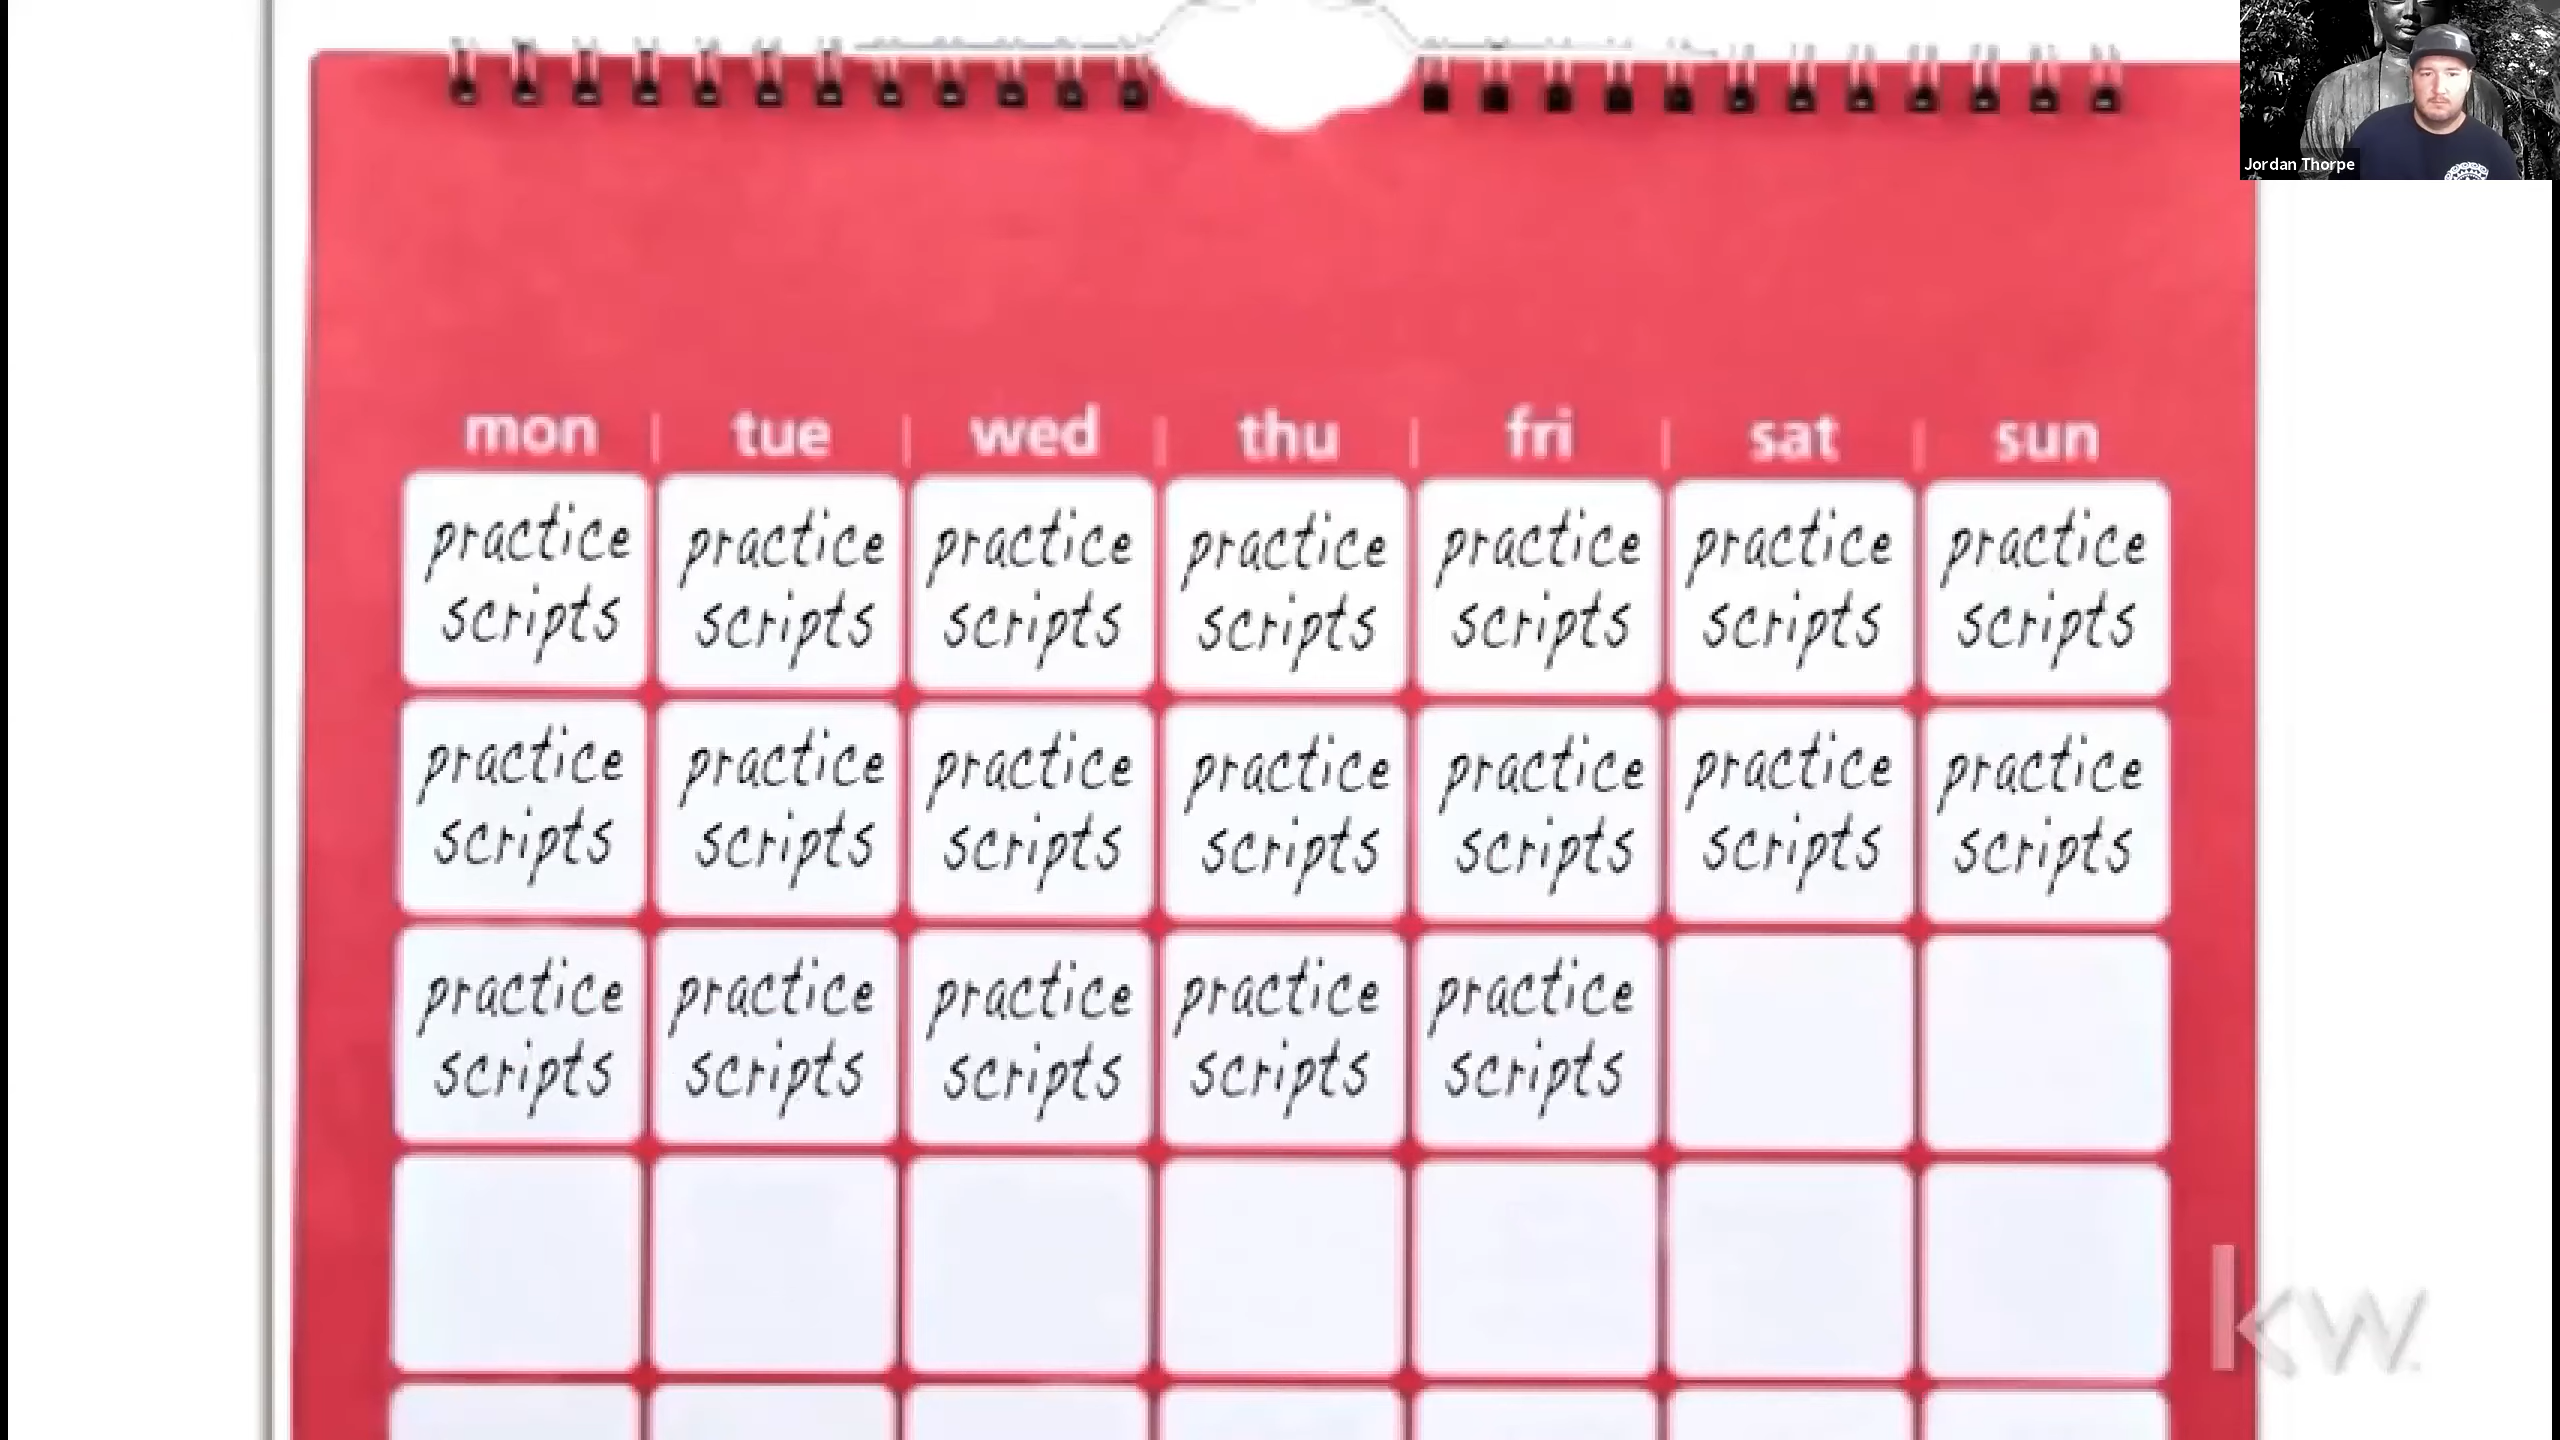 Jordan Thorpe
mon | tue | wed | thu | fri | sat | sun
practice practice practice practice practice practice practice
scripts scripts scripts scripts scripts scripts scripts
practice practice practice practice practice practice practice
scripts scripts scripts scripts scripts scripts scripts
practice practice practice practice practice
scripts scripts scripts scripts scripts
kw.